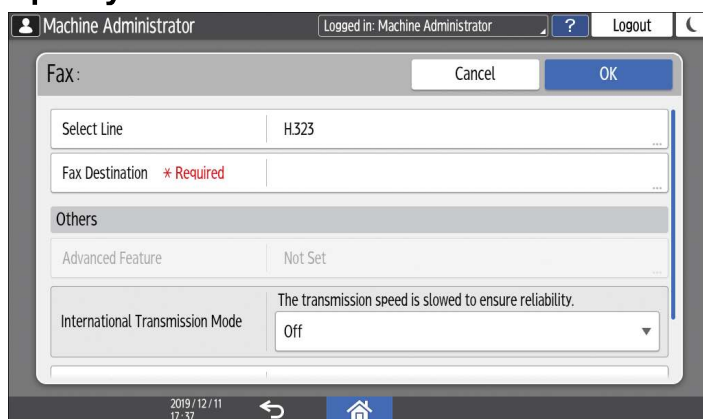 Machine Administrator
Logged in: Machine Administrator
?
Logout
Fax:
Cancel
OK
Select Line
H.323
Fax Destination * Required
Others
Advanced Feature
Not Set
The transmission speed is slowed to ensure reliability.
International Transmission Mode
Off
2019/12/11
17:37